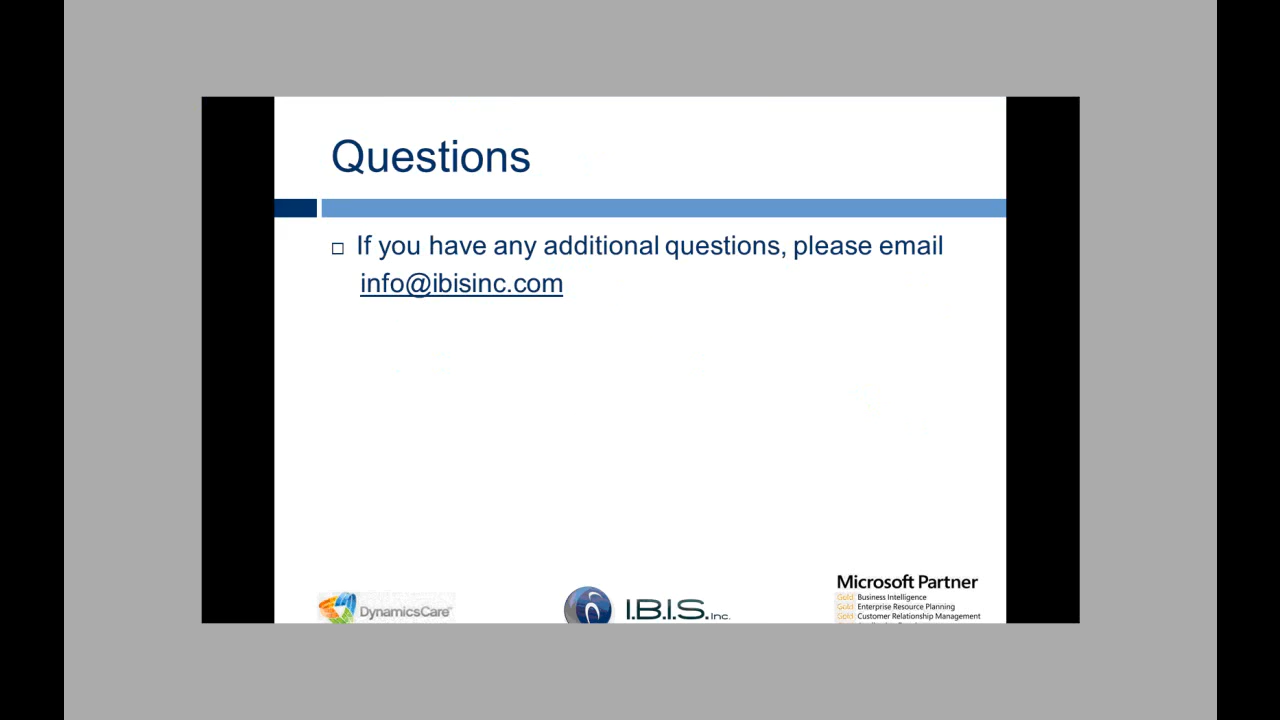 Questions
If you have any additional questions, please email
info@ibisinc.com
DynamicsCare™
I.B.I.S. Inc.
Microsoft Partner
Gold Business Intelligence
Gold Enterprise Resource Planning
Gold Customer Relationship Management